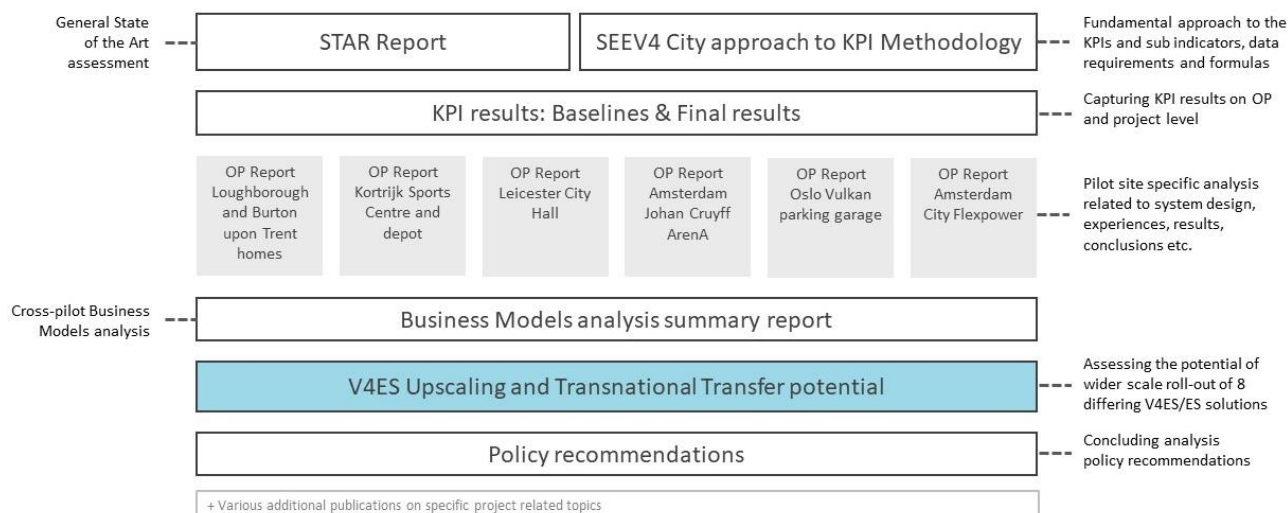 General State
of the Art
assessment
STAR Report
SEEV4 City approach to KPI Methodology
Fundamental approach to the
KPIs and sub indicators, data
requirements and formulas
KPI results: Baselines & Final results
Capturing KPI results on OP
and project level
OP Report
Loughborough
and Burton
upon Trent
homes
OP Report
Kortrijk Sports
Centre and
depot
OP Report
Leicester City
Hall
OP Report
Amsterdam
Johan Cruyff
ArenA
OP Report
Oslo Vulkan
parking garage
OP Report
Amsterdam
City Flexpower
Pilot site specific analysis
related to system design,
experiences, results,
conclusions etc.
Cross-pilot Business
Models analysis
Business Models analysis summary report
V4ES Upscaling and Transnational Transfer potential
Assessing the potential of
wider scale roll-out of 8
differing V4ES/ES solutions
Policy recommendations
Concluding analysis
policy recommendations
+ Various additional publications on specific project related topics